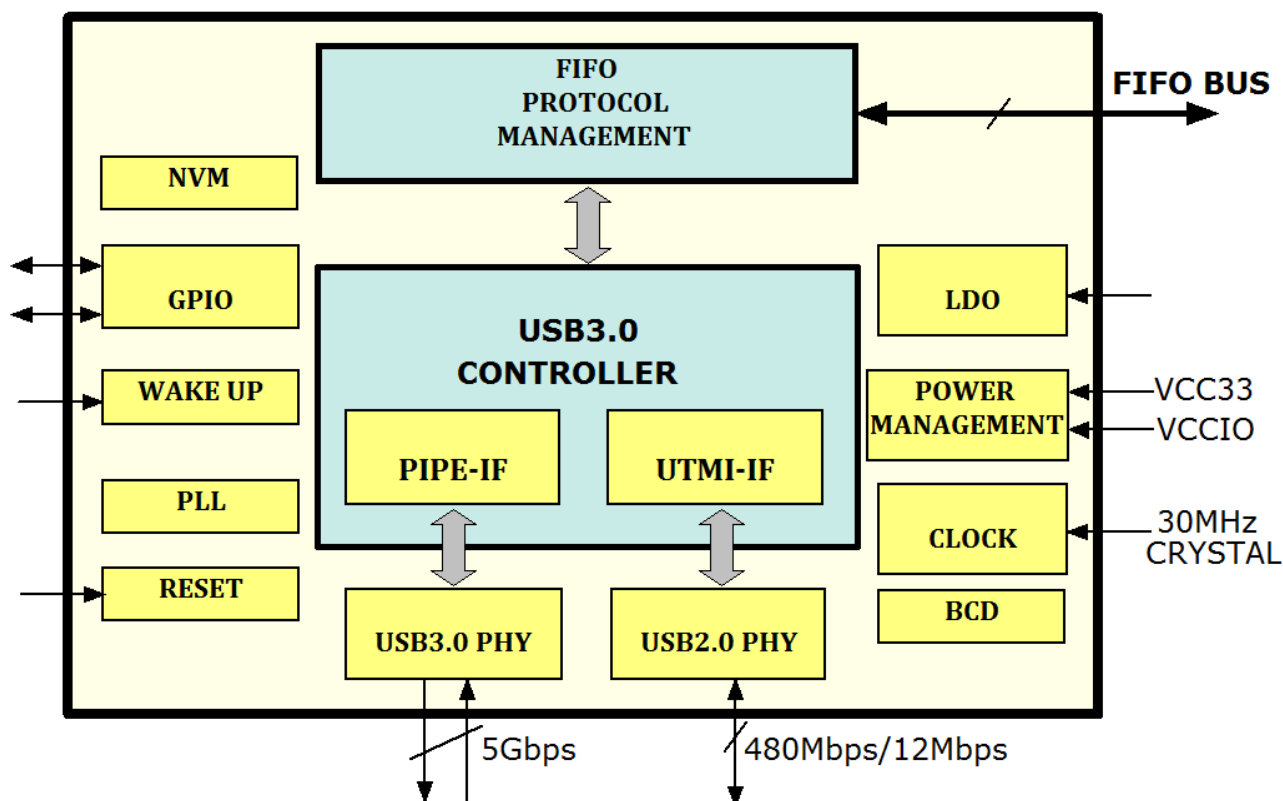 FIFO
PROTOCOL
MANAGEMENT
FIFO BUS
NVM
GPIO
LDO
USB3.0
CONTROLLER
WAKE UP
POWER
MANAGEMENT
VCC33
VCCIO
PIPE-IF
UTMI-IF
PLL
CLOCK
30MHz
CRYSTAL
RESET
BCD
USB3.0 PHY
USB2.0 PHY
5Gbps
480Mbps/12Mbps